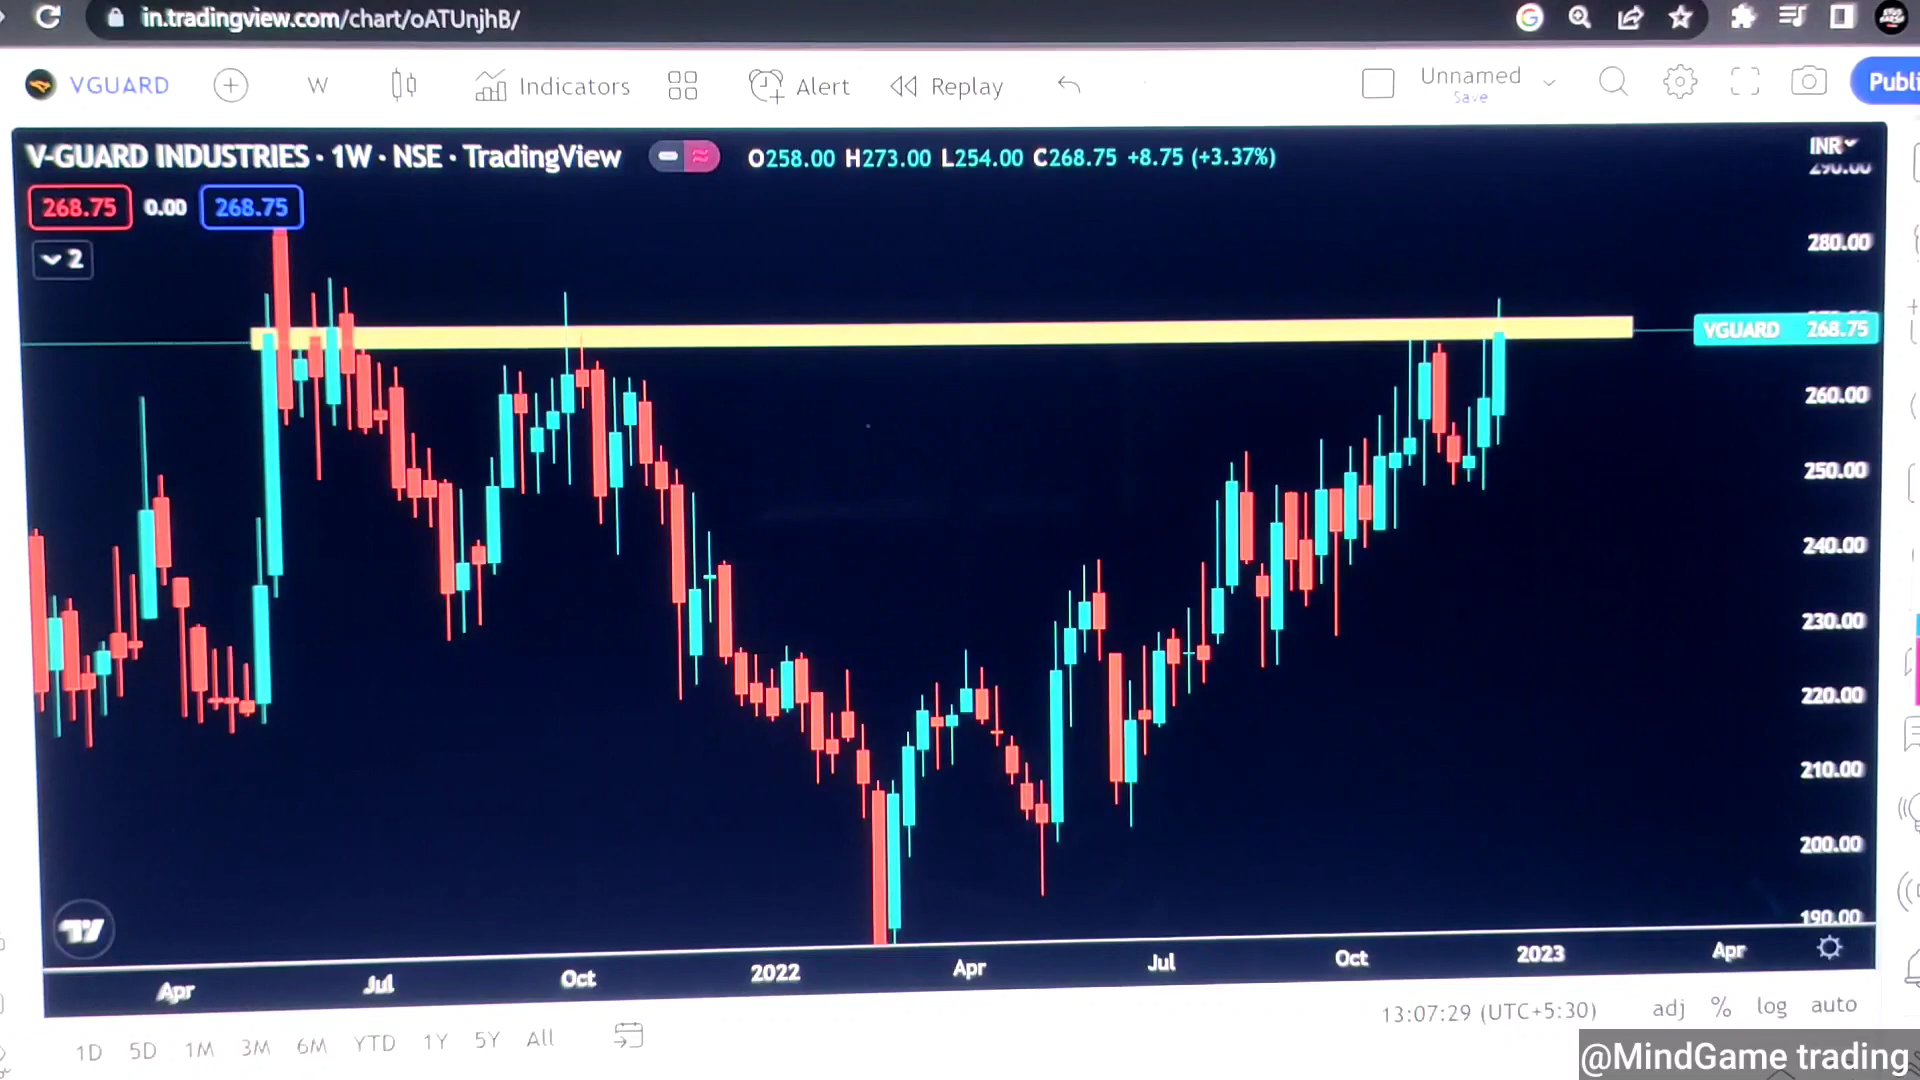 in.tradingview.com/chart/oATUnjhB/
VGUARD W Indicators Alert Replay Unnamed
Save
V-GUARD INDUSTRIES · 1W · NSE · TradingView O258.00 H273.00 L254.00 C268.75 +8.75 (+3.37%) INR
290.00
268.75 0.00 268.75
2
280.00
VGUARD 268.75
260.00
250.00
240.00
230.00
220.00
210.00
200.00
190.00
Apr Jul Oct 2022 Apr Jul Oct 2023 Apr
13:07:29 (UTC+5:30) adj % log auto
1D 5D 1M 3M 6M YTD 1Y 5Y All
@MindGame trading